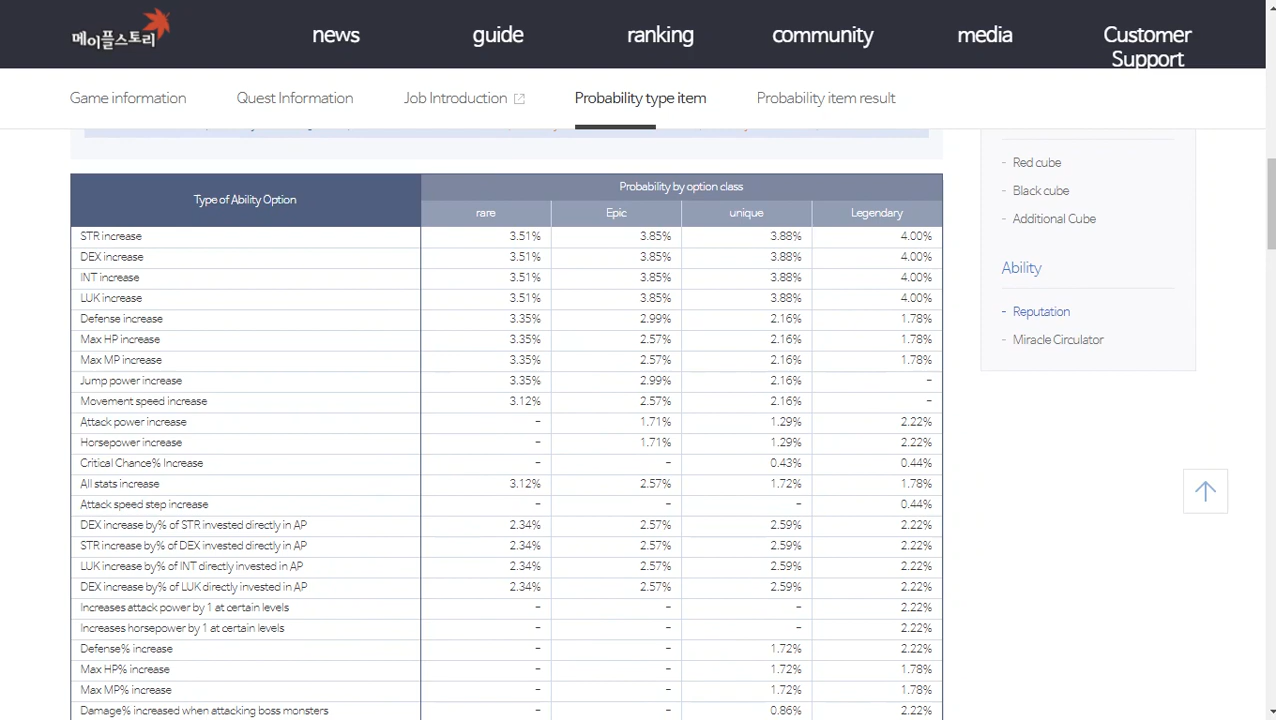 메이플스토리
news guide ranking community media Customer Support
Game information Quest Information Job Introduction Probability type item Probability item result
Type of Ability Option Probability by option class
rare Epic unique Legendary
STR increase 3.51% 3.85% 3.88% 4.00%
DEX increase 3.51% 3.85% 3.88% 4.00%
INT increase 3.51% 3.85% 3.88% 4.00%
LUK increase 3.51% 3.85% 3.88% 4.00%
Defense increase 3.35% 2.99% 2.16% 1.78%
Max HP increase 3.35% 2.57% 2.16% 1.78%
Max MP increase 3.35% 2.57% 2.16% 1.78%
Jump power increase 3.35% 2.99% 2.16% -
Movement speed increase 3.12% 2.57% 2.16% -
Attack power increase - 1.71% 1.29% 2.22%
Horsepower increase - 1.71% 1.29% 2.22%
Critical Chance% Increase - - 0.43% 0.44%
All stats increase 3.12% 2.57% 1.72% 1.78%
Attack speed step increase - - - 0.44%
DEX increase by% of STR invested directly in AP 2.34% 2.57% 2.59% 2.22%
STR increase by% of DEX invested directly in AP 2.34% 2.57% 2.59% 2.22%
LUK increase by% of INT directly invested in AP 2.34% 2.57% 2.59% 2.22%
DEX increase by% of LUK directly invested in AP 2.34% 2.57% 2.59% 2.22%
Increases attack power by 1 at certain levels - - - 2.22%
Increases horsepower by 1 at certain levels - - - 2.22%
Defense% increase - - 1.72% 2.22%
Max HP% increase - - 1.72% 1.78%
Max MP% increase - - 1.72% 1.78%
Damage% increased when attacking boss monsters - - 0.86% 2.22%
- Red cube
- Black cube
- Additional Cube
Ability
- Reputation
- Miracle Circulator